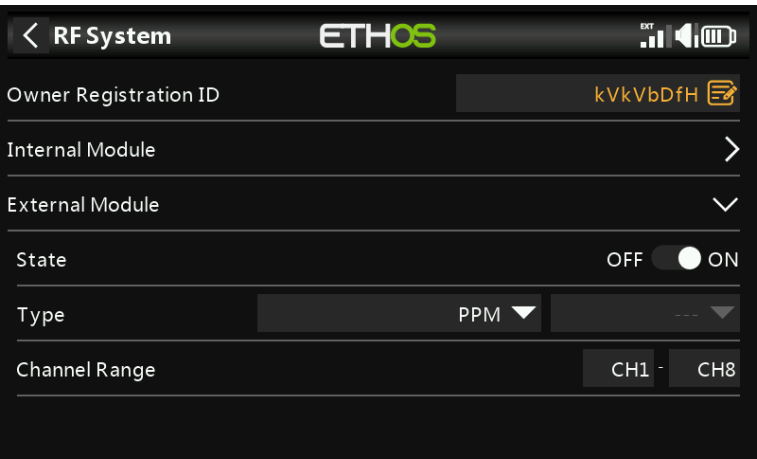 RF System ETHOS EXT
Owner Registration ID kVkVbDfH
Internal Module
External Module
State OFF ON
Type PPM ---
Channel Range CH1 - CH8